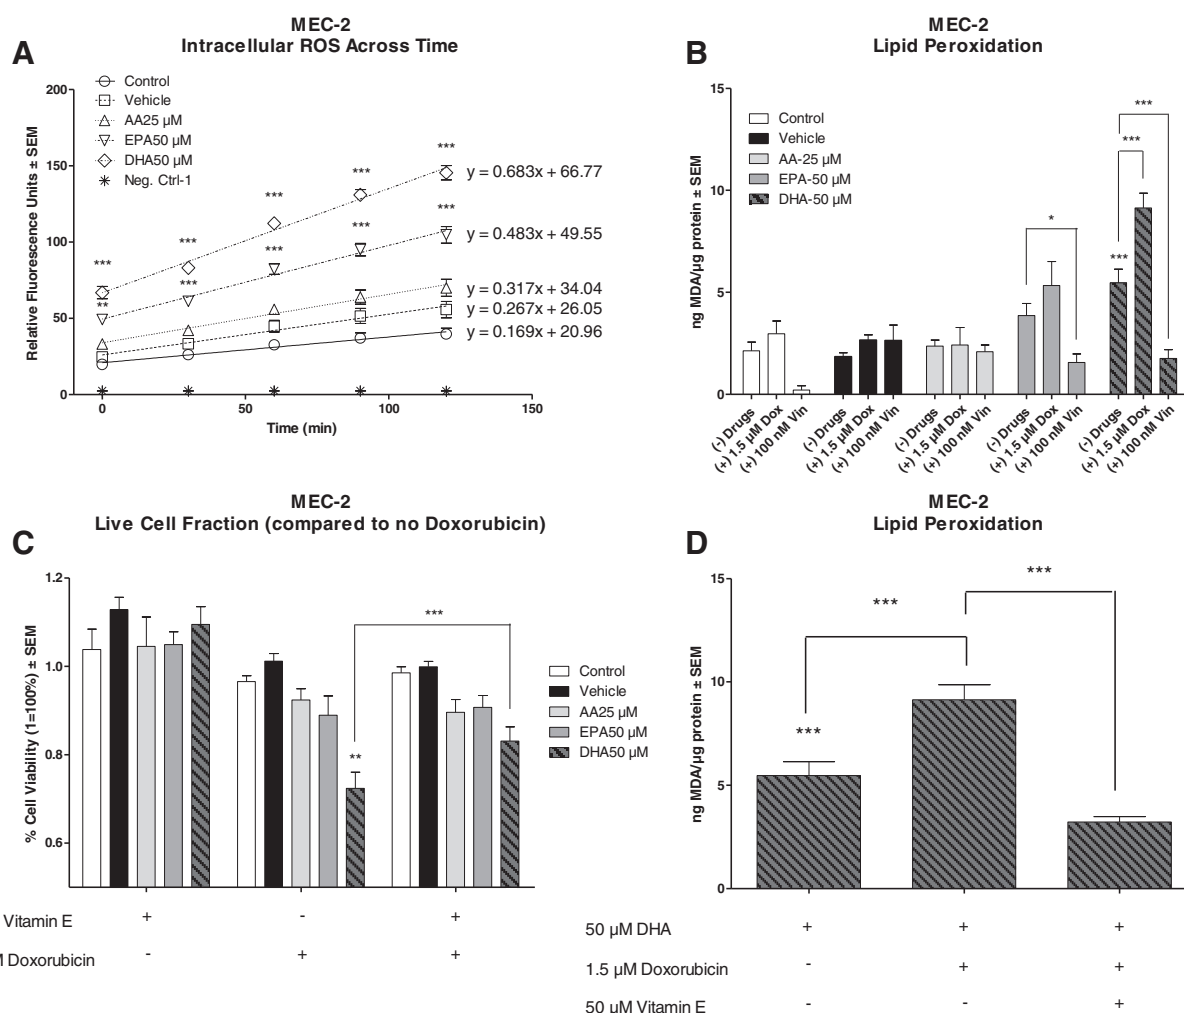 A
MEC-2
Intracellular ROS Across Time
Relative Fluorescence Units ± SEM
200
150
100
50
0
Control
Vehicle
AA25 µM
EPA50 µM
DHA50 µM
Neg. Ctrl-1
***
***
***
***
***
**
***
***
***
***
y = 0.683x + 66.77
y = 0.483x + 49.55
y = 0.317x + 34.04
y = 0.267x + 26.05
y = 0.169x + 20.96
0 50 100 150
Time (min)
B
MEC-2
Lipid Peroxidation
ng MDA/µg protein ± SEM
15
10
5
0
Control
Vehicle
AA-25 µM
EPA-50 µM
DHA-50 µM
*
***
***
***
(-) Drugs
(+) 1.5 µM Dox
(+) 100 nM Vin
(-) Drugs
(+) 1.5 µM Dox
(+) 100 nM Vin
(-) Drugs
(+) 1.5 µM Dox
(+) 100 nM Vin
(-) Drugs
(+) 1.5 µM Dox
(+) 100 nM Vin
(-) Drugs
(+) 1.5 µM Dox
(+) 100 nM Vin
C
MEC-2
Live Cell Fraction (compared to no Doxorubicin)
% Cell Viability (1=100%) ± SEM
1.2
1.0
0.8
0.6
**
***
Control
Vehicle
AA25 µM
EPA50 µM
DHA50 µM
Vitamin E + - +
M Doxorubicin - + +
D
MEC-2
Lipid Peroxidation
ng MDA/µg protein ± SEM
15
10
5
0
***
***
***
50 µM DHA + + +
1.5 µM Doxorubicin - + +
50 µM Vitamin E - - +